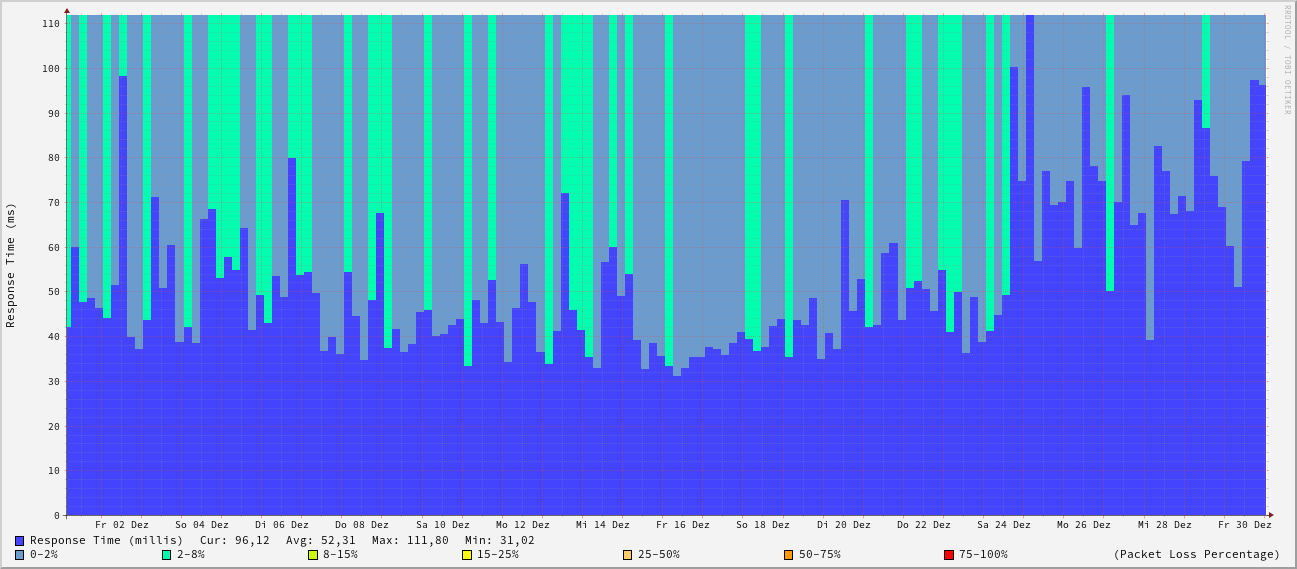 RRDTOOL / TOBI OETIKER
Response Time (ms)
110
100
90
80
70
60
50
40
30
20
10
0
Fr 02 Dez So 04 Dez Di 06 Dez Do 08 Dez Sa 10 Dez Mo 12 Dez Mi 14 Dez Fr 16 Dez So 18 Dez Di 20 Dez Do 22 Dez Sa 24 Dez Mo 26 Dez Mi 28 Dez Fr 30 Dez
Response Time (millis) Cur: 96,12 Avg: 52,31 Max: 111,80 Min: 31,02
0-2% 2-8% 8-15% 15-25% 25-50% 50-75% 75-100% (Packet Loss Percentage)